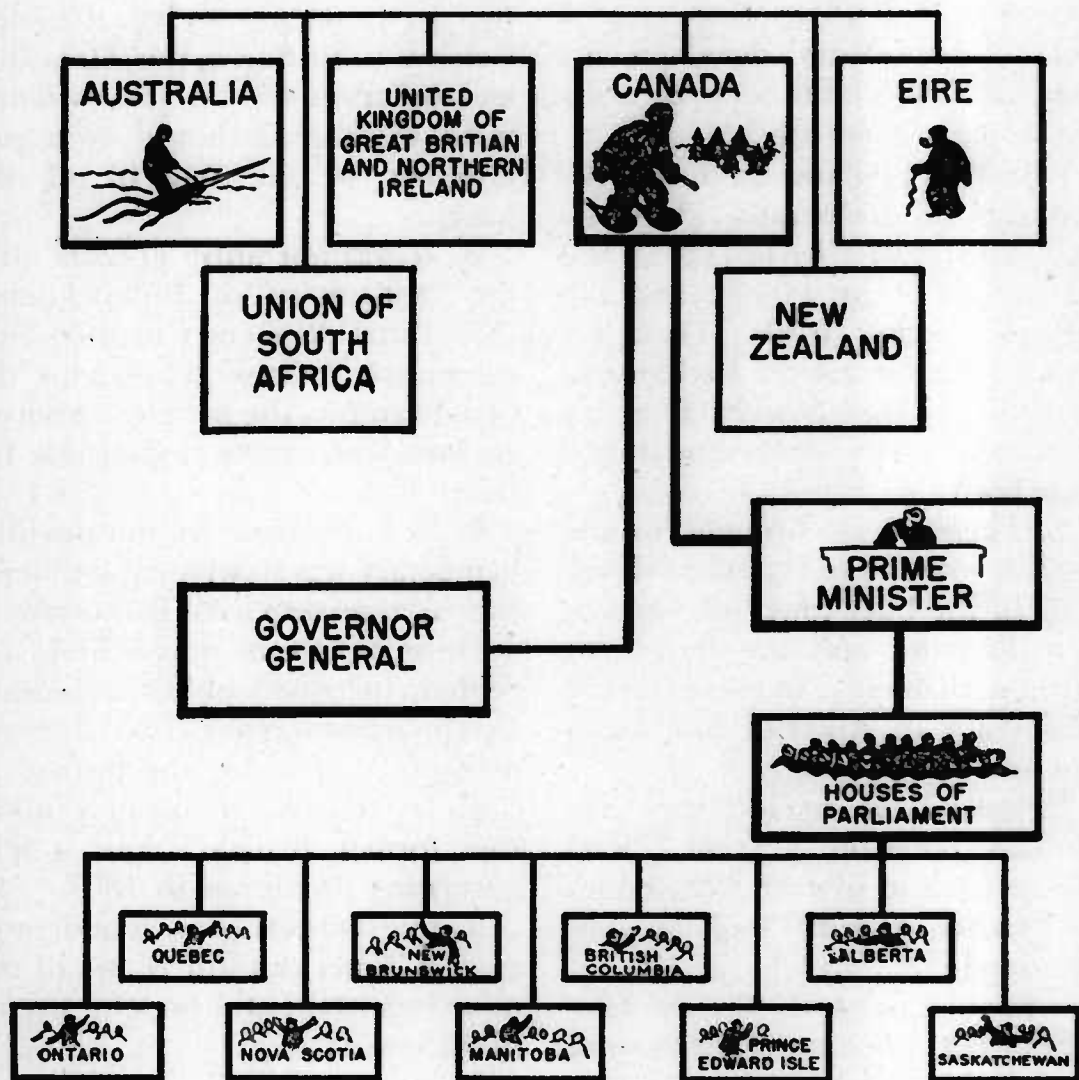 AUSTRALIA
UNITED
KINGDOM OF
GREAT BRITIAN
AND NORTHERN
IRELAND
CANADA
EIRE
UNION OF
SOUTH
AFRICA
NEW
ZEALAND
PRIME
MINISTER
GOVERNOR
GENERAL
HOUSES OF
PARLIAMENT
QUEBEC
NEW
BRUNSWICK
BRITISH
COLUMBIA
ALBERTA
ONTARIO
NOVA SCOTIA
MANITOBA
PRINCE
EDWARD ISLE
SASKATCHEWAN